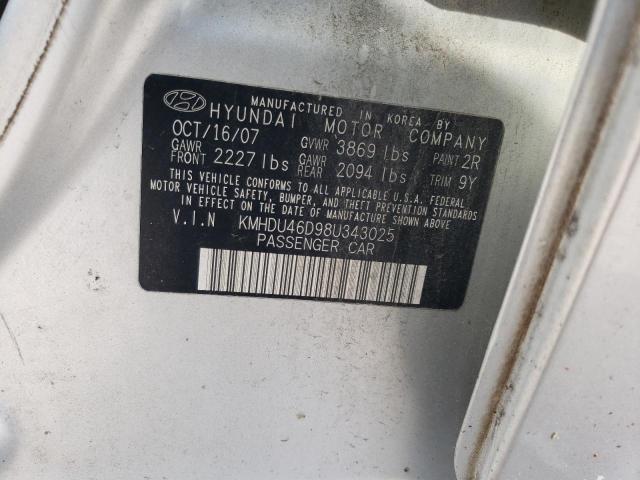 MANUFACTURED IN KOREA BY
HYUNDAI MOTOR COMPANY
OCT/16/07 GVWR 3869 lbs PAINT 2R
GAWR FRONT 2227 lbs GAWR REAR 2094 lbs TRIM 9Y
THIS VEHICLE CONFORMS TO ALL APPLICABLE U.S.A. FEDERAL
MOTOR VEHICLE SAFETY, BUMPER, AND THEFT PREVENTION STANDARDS
IN EFFECT ON THE DATE OF MANUFACTURE SHOWN ABOVE
V.I.N KMHDU46D98U343025
PASSENGER CAR